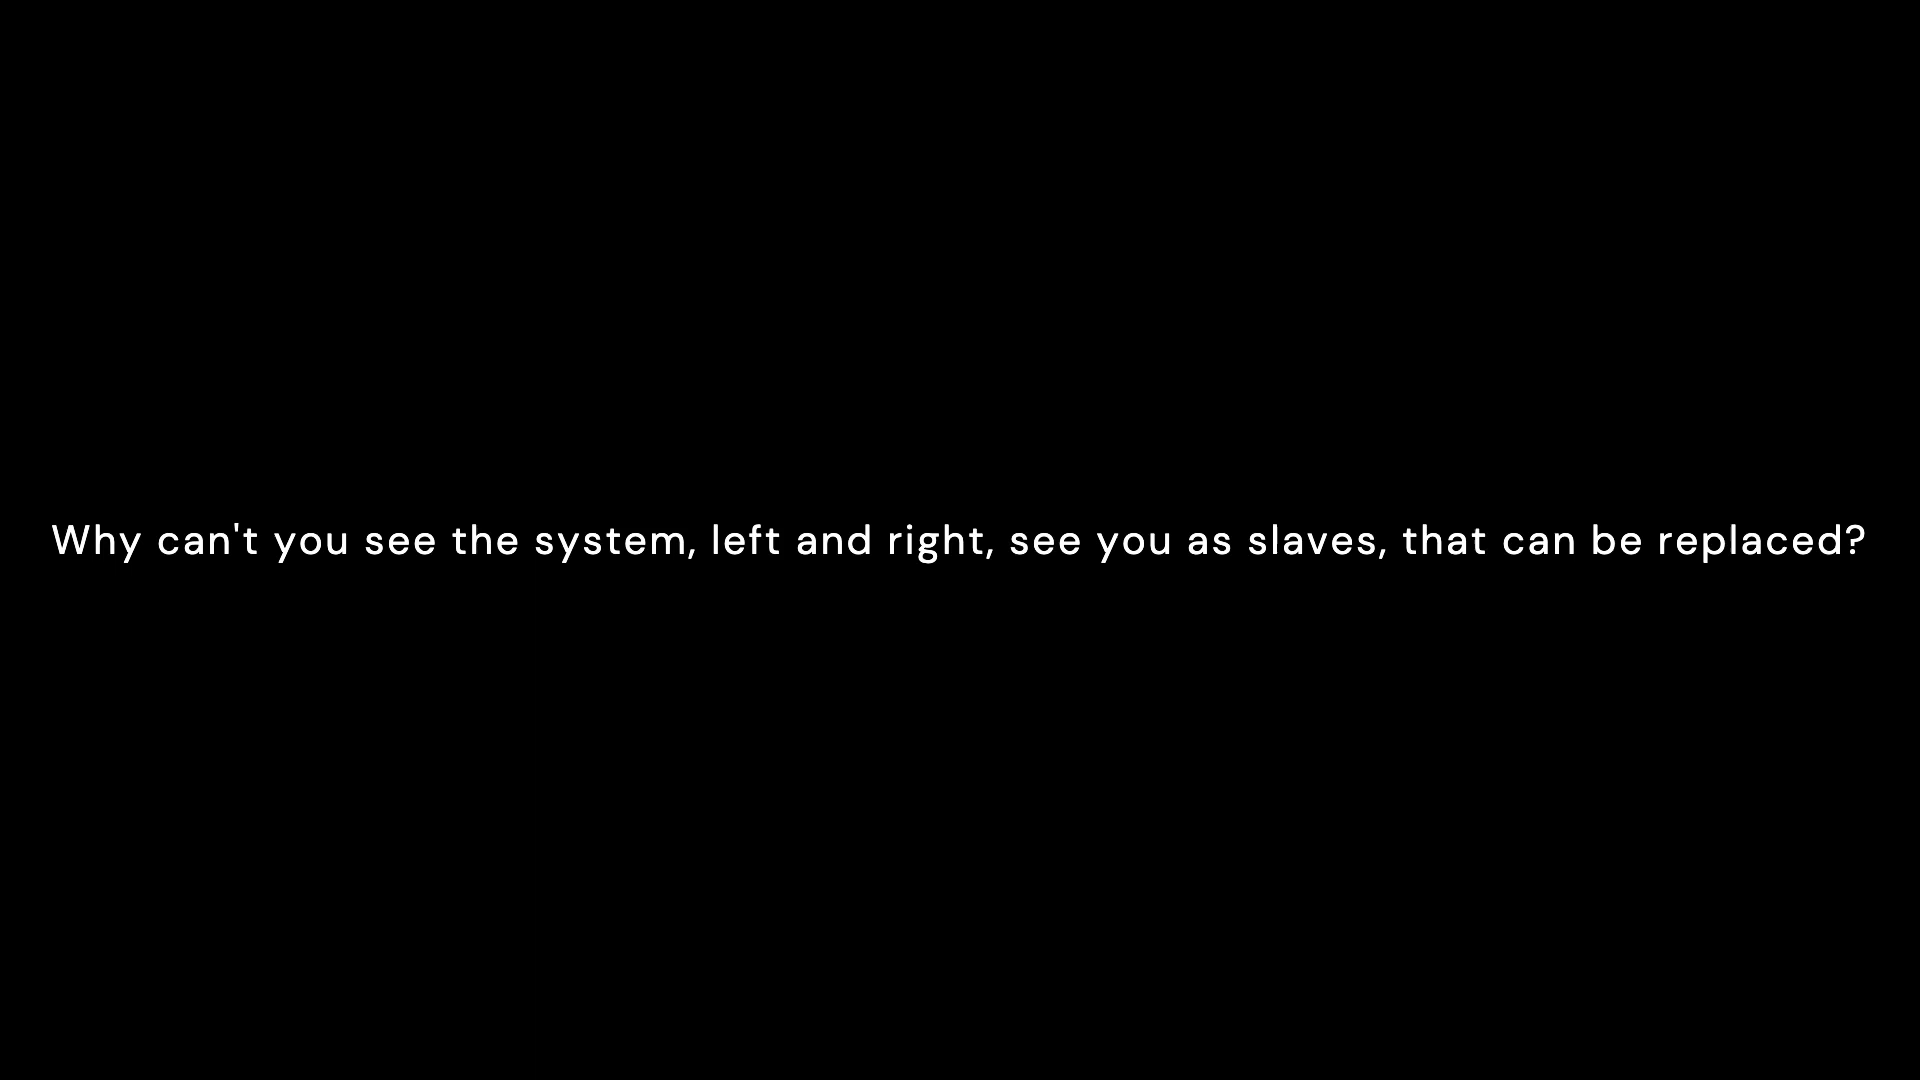 Why can't you see the system, left and right, see you as slaves, that can be replaced?